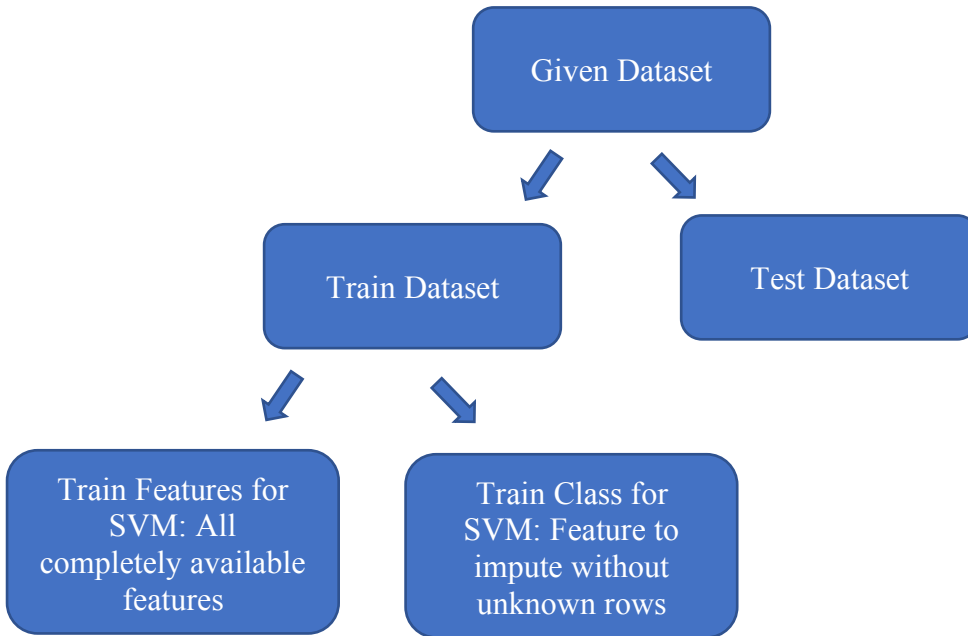 Given Dataset
Train Dataset
Test Dataset
Train Features for
SVM: All
completely available
features
Train Class for
SVM: Feature to
impute without
unknown rows